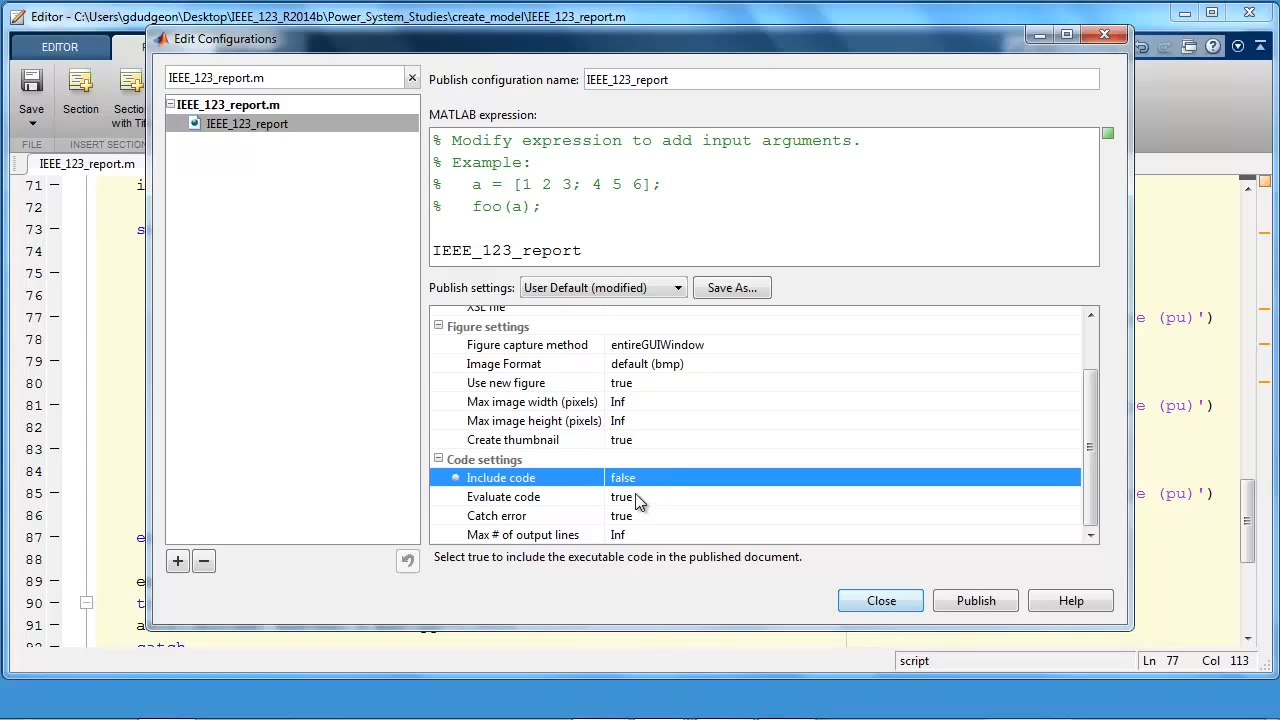 Editor - C:\Users\gdudgeon\Desktop\IEEE_123_R2014b\Power_System_Studies\create_model\IEEE_123_report.m
Edit Configurations
EDITOR
IEEE_123_report.m
Publish configuration name: IEEE_123_report
Save
Section
Section
with Title
FILE
INSERT SECTION
IEEE_123_report.m
IEEE_123_report.m
IEEE_123_report
MATLAB expression:
% Modify expression to add input arguments.
% Example:
% a = [1 2 3; 4 5 6];
% foo(a);
IEEE_123_report
Publish settings: User Default (modified) Save As...
XSL file
Figure settings
Figure capture method entireGUIWindow
Image Format default (bmp)
Use new figure true
Max image width (pixels) Inf
Max image height (pixels) Inf
Create thumbnail true
Code settings
Include code false
Evaluate code true
Catch error true
Max # of output lines Inf
Select true to include the executable code in the published document.
Close Publish Help
71 i
72
73 s
74
75
76
77 e (pu)')
78
79
80
81 e (pu)')
82
83
84
85 e (pu)')
86
87 e
88
89 e
90 t
91 a
92 catch
script Ln 77 Col 113